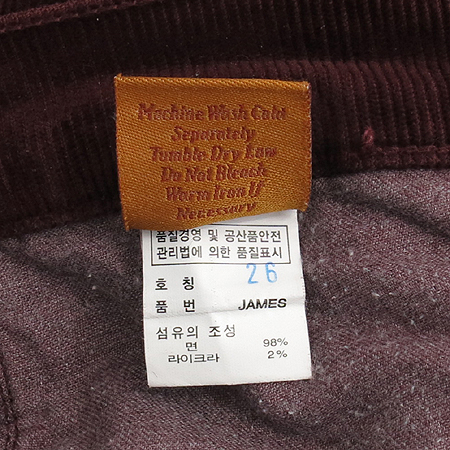 Machine Wash Cold
Separately
Tumble Dry Low
Do Not Bleach
Warm Iron If
Necessary
품질경영 및 공산품안전
관리법에 의한 품질표시
호 칭 26
품 번 JAMES
섬유의 조성
면 98%
라이크라 2%